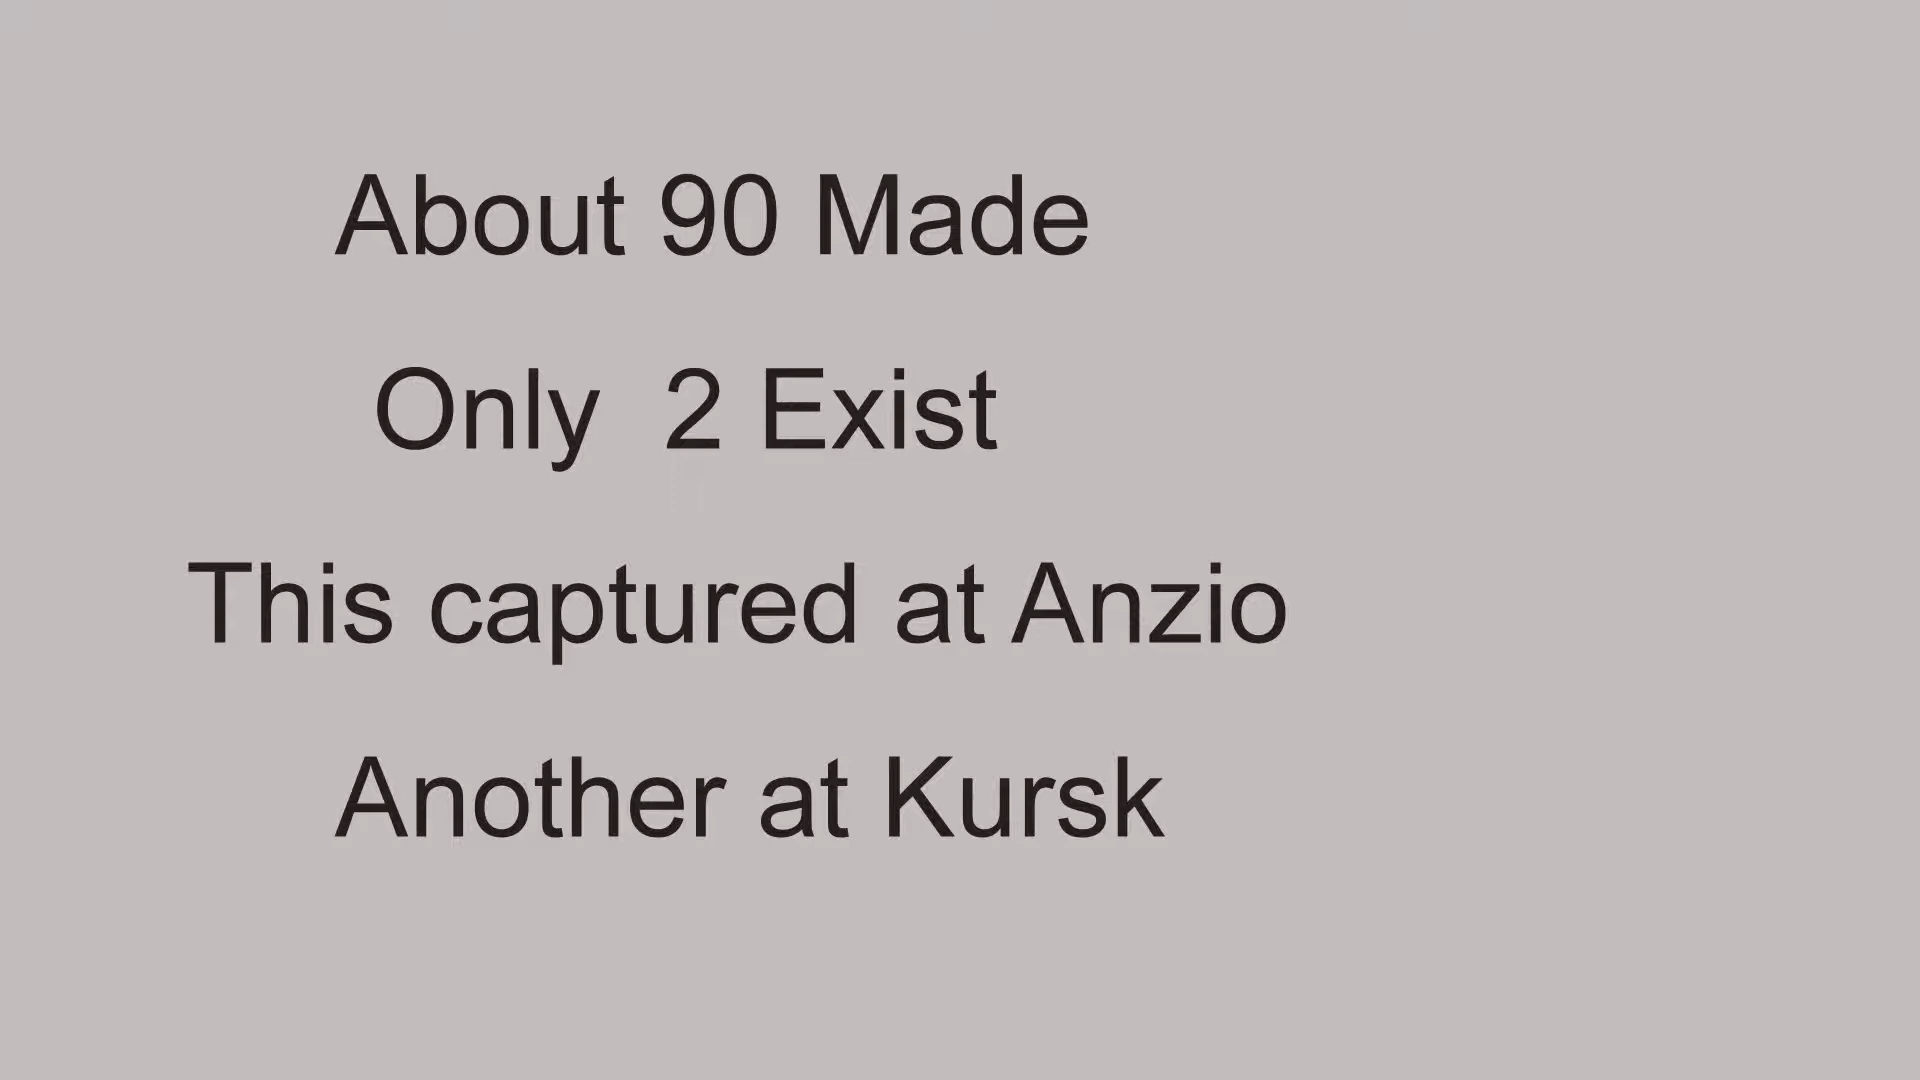 About 90 Made
Only  2 Exist
This captured at Anzio
Another at Kursk